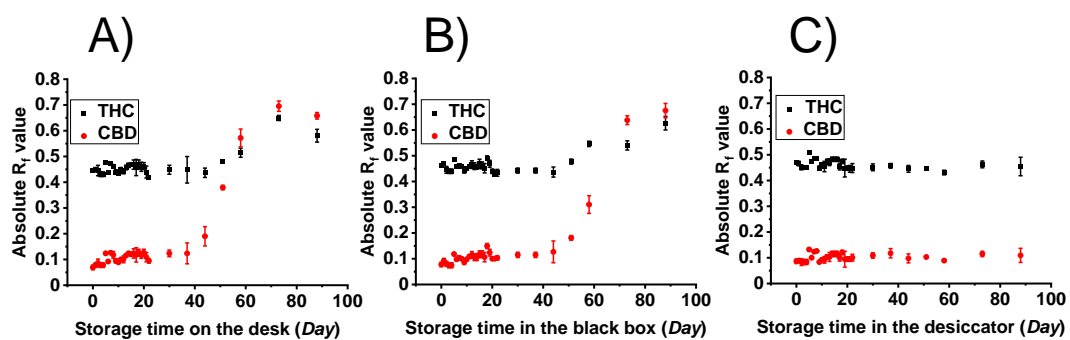 A)
Absolute Rf value
0.8
0.7
0.6
0.5
0.4
0.3
0.2
0.1
0
THC
CBD
0 20 40 60 80 100
Storage time on the desk (Day)
B)
Absolute Rf value
0.8
0.7
0.6
0.5
0.4
0.3
0.2
0.1
0
THC
CBD
0 20 40 60 80 100
Storage time in the black box (Day)
C)
Absolute Rf value
0.8
0.7
0.6
0.5
0.4
0.3
0.2
0.1
0
THC
CBD
0 20 40 60 80 100
Storage time in the desiccator (Day)